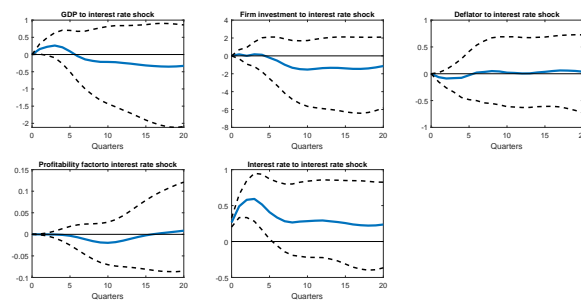 GDP to interest rate shock
1
0.5
0
-0.5
-1
-1.5
-2
0 5 10 15 20
Quarters
Firm investment to interest rate shock
4
2
0
-2
-4
-6
-8
0 5 10 15 20
Quarters
Deflator to interest rate shock
1
0.5
0
-0.5
-1
0 5 10 15 20
Quarters
Profitability factorto interest rate shock
0.15
0.1
0.05
0
-0.05
-0.1
0 5 10 15 20
Quarters
Interest rate to interest rate shock
1
0.5
0
-0.5
0 5 10 15 20
Quarters